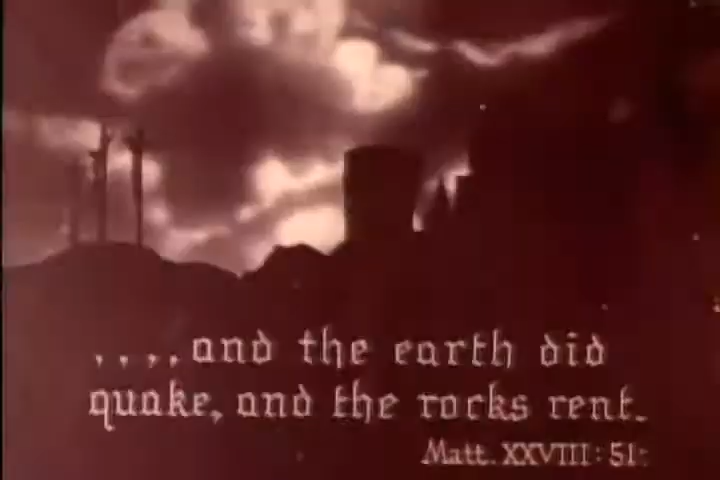 ,,,,and the earth did
quake, and the rocks rent.
Matt. XXVIII: 51: